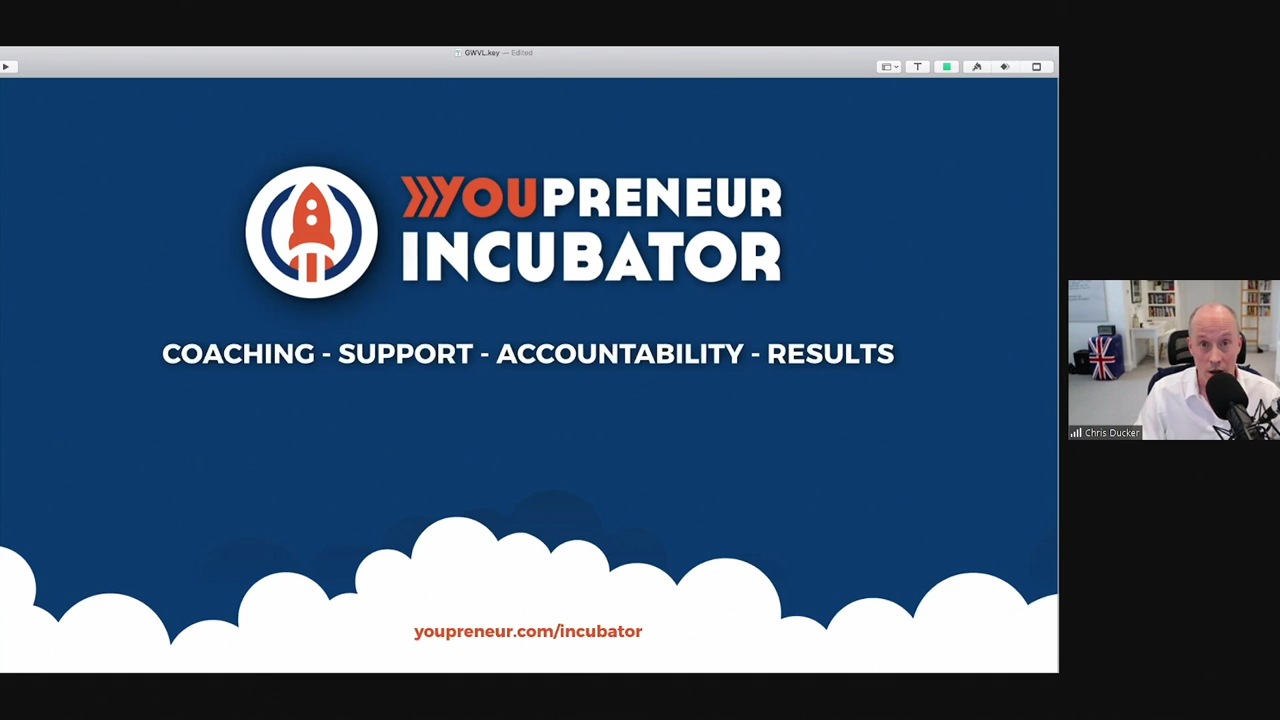 GWVL.key — Edited
YOUPRENEUR
INCUBATOR
COACHING - SUPPORT - ACCOUNTABILITY - RESULTS
youpreneur.com/incubator
Chris Ducker